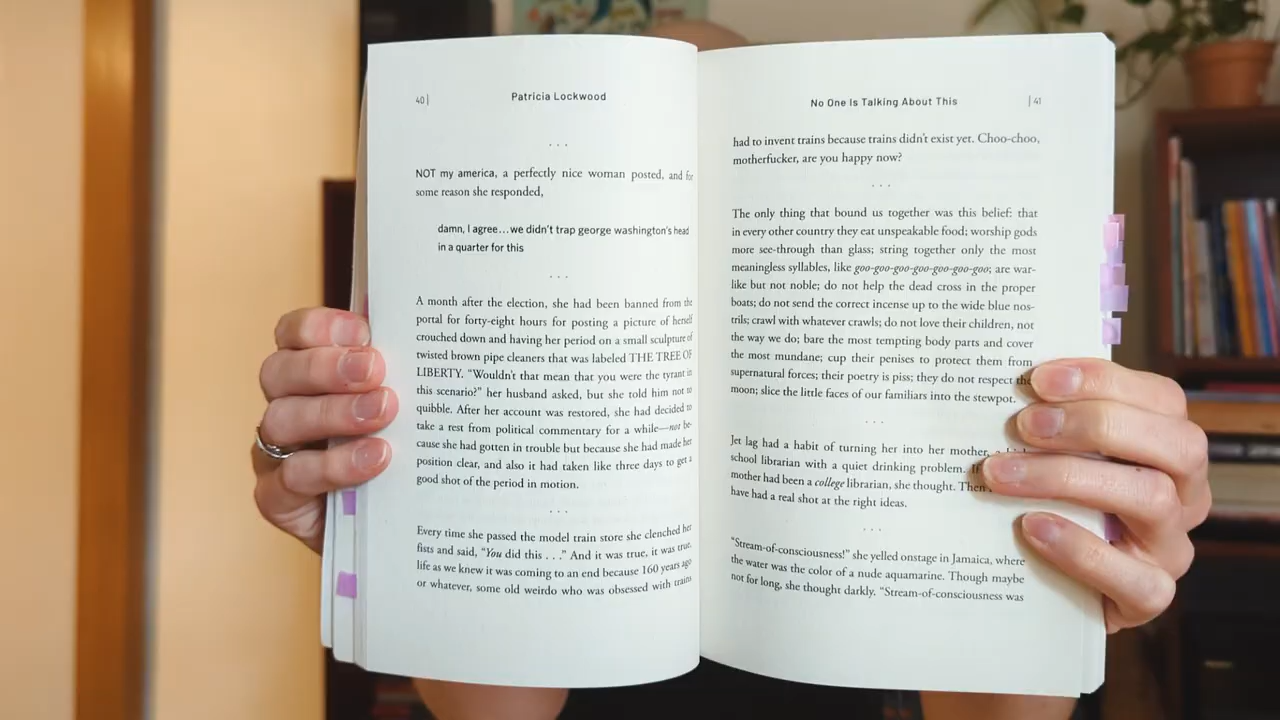 40 |
Patricia Lockwood
. . .
NOT my america, a perfectly nice woman posted, and for
some reason she responded,
damn, I agree...we didn't trap george washington's head
in a quarter for this
. . .
A month after the election, she had been banned from the
portal for forty-eight hours for posting a picture of herself
crouched down and having her period on a small sculpture of
twisted brown pipe cleaners that was labeled THE TREE OF
LIBERTY. “Wouldn't that mean that you were the tyrant in
this scenario?” her husband asked, but she told him not to
quibble. After her account was restored, she had decided to
take a rest from political commentary for a while—not be-
cause she had gotten in trouble but because she had made her
position clear, and also it had taken like three days to get a
good shot of the period in motion.
. . .
Every time she passed the model train store she clenched her
fists and said, “You did this . . .” And it was true, it was true,
life as we knew it was coming to an end because 160 years ago
or whatever, some old weirdo who was obsessed with trains
No One Is Talking About This
| 41
had to invent trains because trains didn't exist yet. Choo-choo,
motherfucker, are you happy now?
. . .
The only thing that bound us together was this belief: that
in every other country they eat unspeakable food; worship gods
more see-through than glass; string together only the most
meaningless syllables, like goo-goo-goo-goo-goo-goo-goo; are war-
like but not noble; do not help the dead cross in the proper
boats; do not send the correct incense up to the wide blue nos-
trils; crawl with whatever crawls; do not love their children, not
the way we do; bare the most tempting body parts and cover
the most mundane; cup their penises to protect them from
supernatural forces; their poetry is piss; they do not respect the
moon; slice the little faces of our familiars into the stewpot.
. . .
Jet lag had a habit of turning her into her mother, a
school librarian with a quiet drinking problem. If
mother had been a college librarian, she thought. Then
have had a real shot at the right ideas.
. . .
“Stream-of-consciousness!” she yelled onstage in Jamaica, where
the water was the color of a nude aquamarine. Though maybe
not for long, she thought darkly. “Stream-of-consciousness was